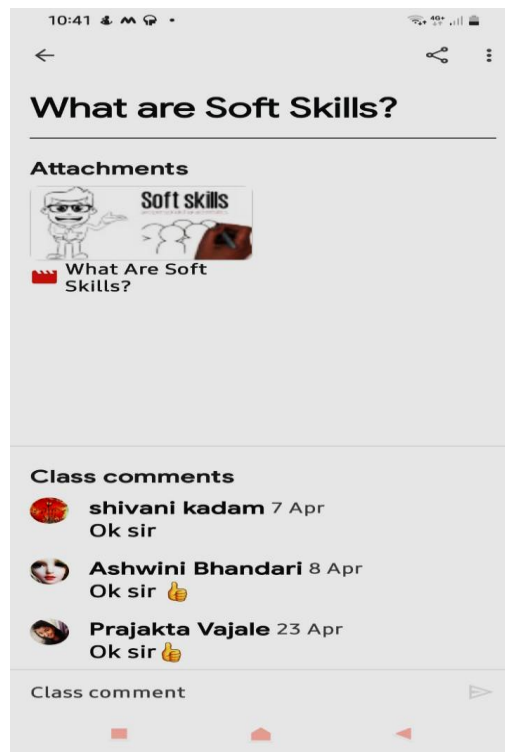 10:41
4G+
What are Soft Skills?
Attachments
Soft skills
What Are Soft
Skills?
Class comments
shivani kadam 7 Apr
Ok sir
Ashwini Bhandari 8 Apr
Ok sir 👍
Prajakta Vajale 23 Apr
Ok sir👍
Class comment